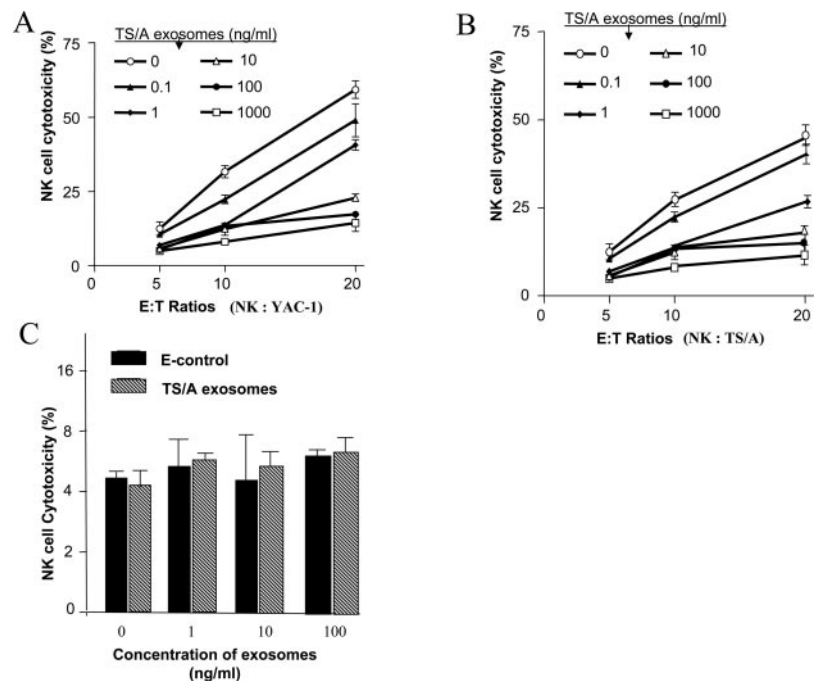 A
TS/A exosomes (ng/ml)
0 10
0.1 100
1 1000
NK cell cytotoxicity (%)
75
50
25
0
0 5 10 20
E:T Ratios (NK : YAC-1)
B
TS/A exosomes (ng/ml)
0 10
0.1 100
1 1000
NK cell cytotoxicity (%)
75
50
25
0
0 5 10 20
E:T Ratios (NK : TS/A)
C
E-control
TS/A exosomes
NK cell Cytotoxicity (%)
16
8
4
2
0
0 1 10 100
Concentration of exosomes
(ng/ml)